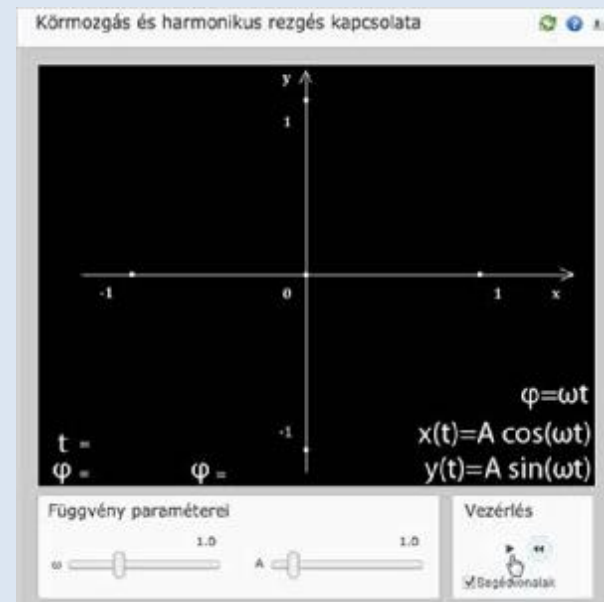 Körmozgás és harmonikus rezgés kapcsolata
y
1
-1 0 1 x
φ=ωt
-1 x(t)=A cos(ωt)
t =
φ = φ = y(t)=A sin(ωt)
Függvény paraméterei
1.0 1.0
ω A
Vezérlés
Segédvonalak